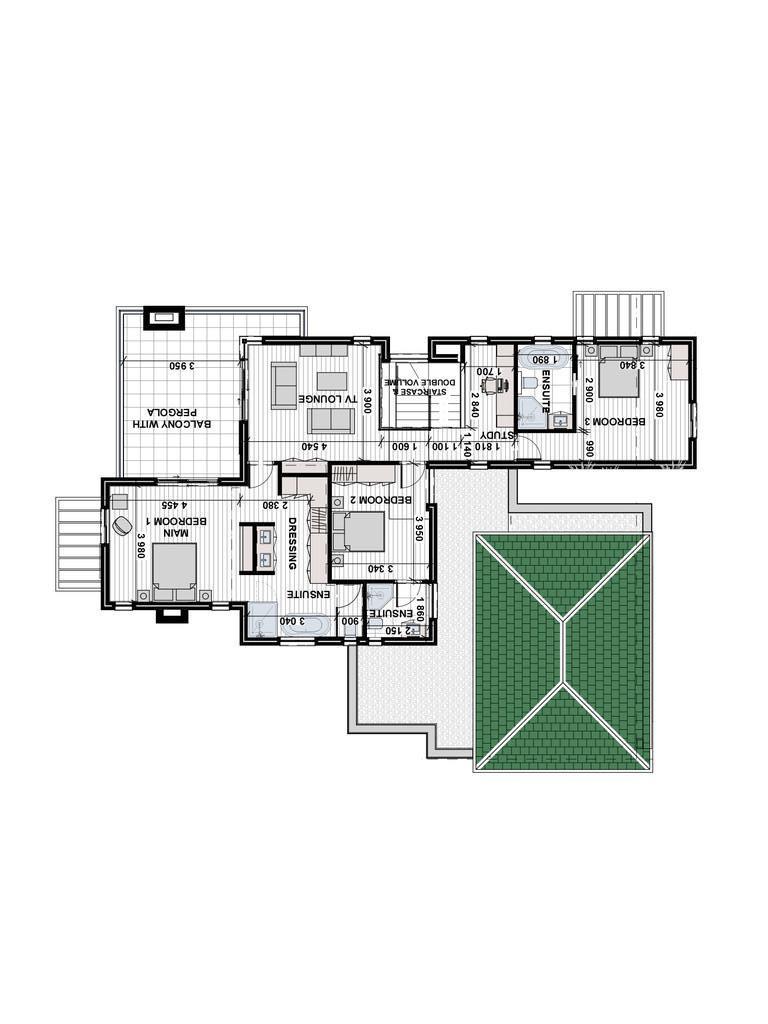 2 150
900
3 040
ENSUITE
1 860
ENSUITE
3 340
DRESSING
3 980
MAIN
BEDROOM 1
3 950
BEDROOM 2
2 380
4 455
990
1 140
1 810
1 100
1 600
4 540
STUDY
BEDROOM 3
BALCONY WITH
PERGOLA
2 840
3 980
2 900
ENSUITE
3 900
TV LOUNGE
STAIRCASE &
DOUBLE VOLUME
1 700
3 840
3 950
1 890